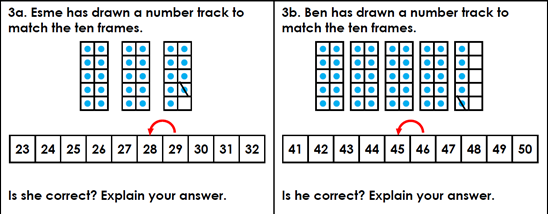 3a. Esme has drawn a number track to
match the ten frames.
23 24 25 26 27 28 29 30 31 32
Is she correct? Explain your answer.
3b. Ben has drawn a number track to
match the ten frames.
41 42 43 44 45 46 47 48 49 50
Is he correct? Explain your answer.